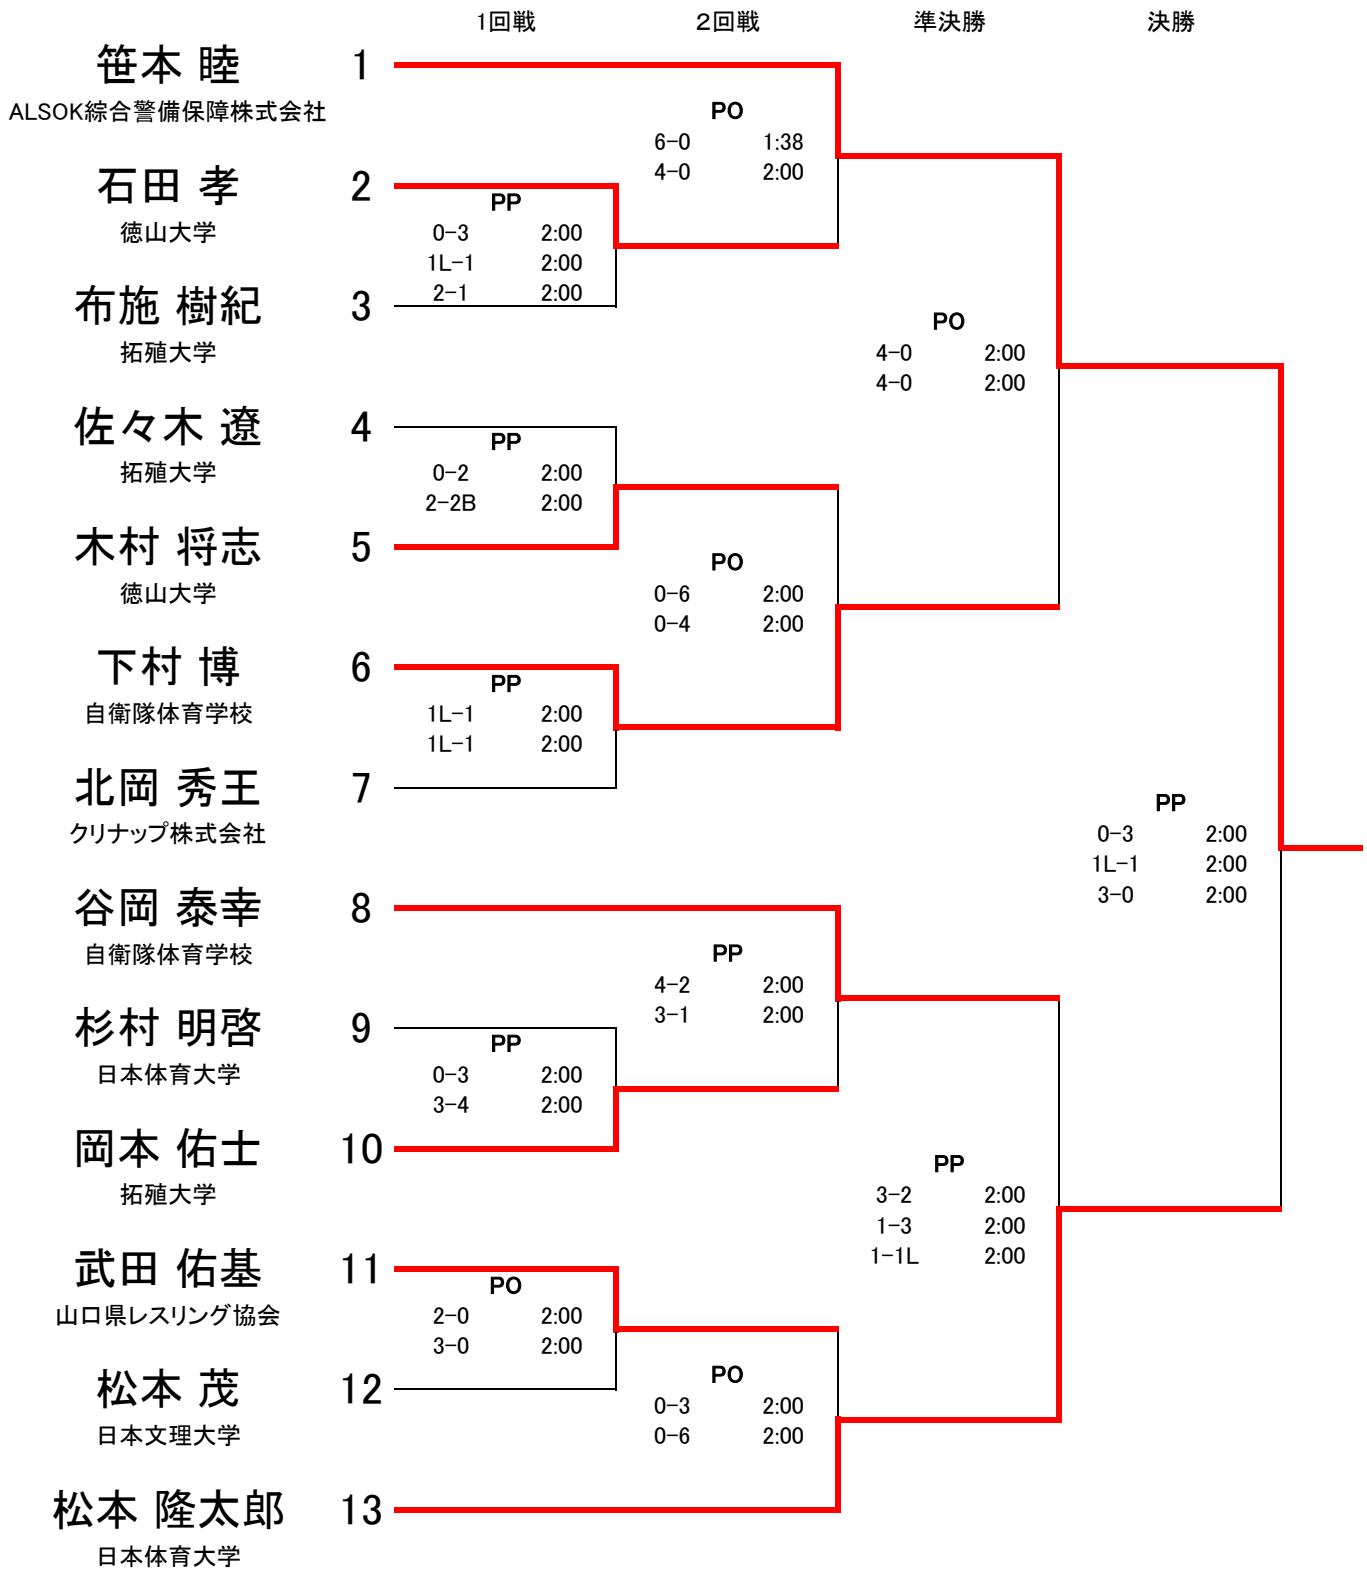 1回戦 2回戦 準決勝 決勝
笹本 睦 1
ALSOK綜合警備保障株式会社
PO
6-0 1:38
4-0 2:00
石田 孝 2
徳山大学
PP
0-3 2:00
1L-1 2:00
2-1 2:00
布施 樹紀 3
拓殖大学
PO
4-0 2:00
4-0 2:00
佐々木 遼 4
拓殖大学
PP
0-2 2:00
2-2B 2:00
木村 将志 5
徳山大学
PO
0-6 2:00
0-4 2:00
下村 博 6
自衛隊体育学校
PP
1L-1 2:00
1L-1 2:00
北岡 秀王 7
クリナップ株式会社
PP
0-3 2:00
1L-1 2:00
3-0 2:00
谷岡 泰幸 8
自衛隊体育学校
PP
4-2 2:00
3-1 2:00
杉村 明啓 9
日本体育大学
PP
0-3 2:00
3-4 2:00
岡本 佑士 10
拓殖大学
PP
3-2 2:00
1-3 2:00
1-1L 2:00
武田 佑基 11
山口県レスリング協会
PO
2-0 2:00
3-0 2:00
松本 茂 12
日本文理大学
PO
0-3 2:00
0-6 2:00
松本 隆太郎 13
日本体育大学